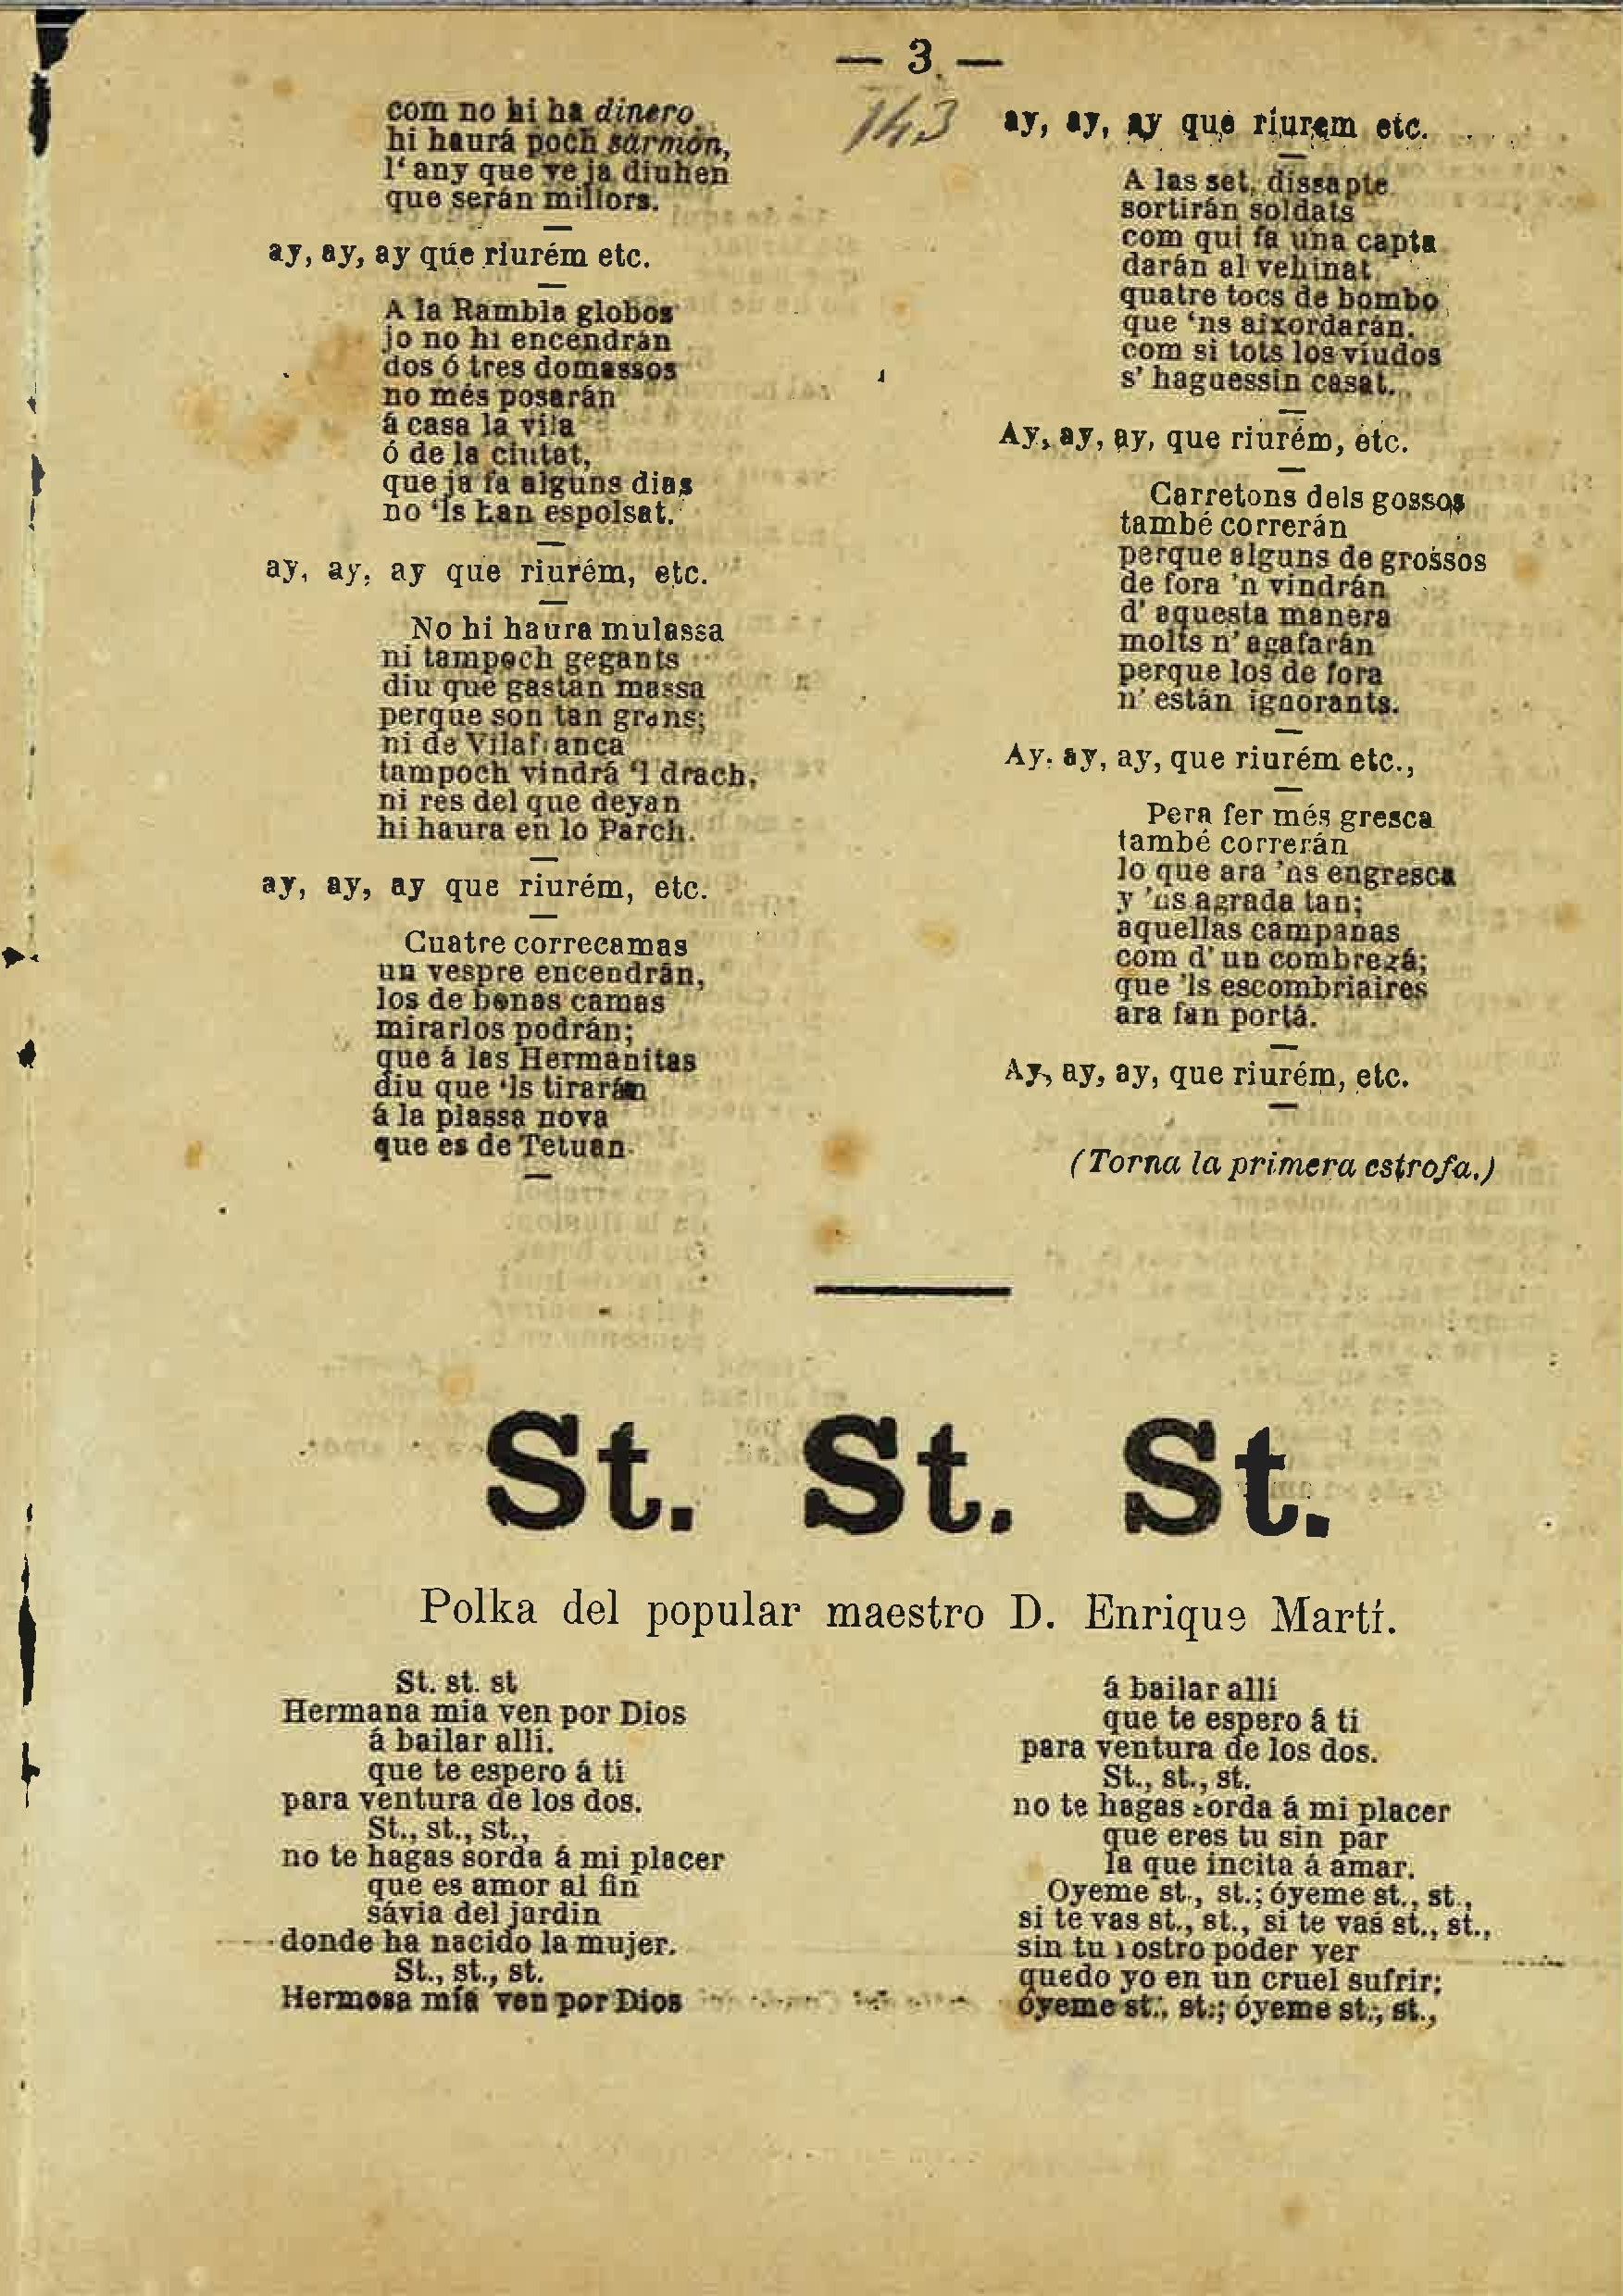 — 3 —
143
com no hi ha dinero
hi haurá poch sarmón,
l‘ any que ve ja diuhen
que serán millors.
ay, ay, ay que riurém etc.
A la Rambla globos
jo no hi encendrán
dos ó tres domassos
no més posarán
á casa la vila
ó de la ciutat,
que ja fa alguns dias
no ‘ls han espolsat.
ay, ay, ay que riurém, etc.
No hi haura mulassa
ni tampoch gegants
diu que gastan massa
perque son tan grans;
ni de Vilafranca
tampoch vindrá ‘l drach,
ni res del que deyan
hi haura en lo Parch.
ay, ay, ay que riurém, etc.
Cuatre correcamas
un vespre encendrán,
los de bonas camas
mirarlos podrán;
que á las Hermanitas
diu que ‘ls tirarán
á la plassa nova
que es de Tetuan.
ay, ay, ay que riurem etc.
A las set, dissapte
sortirán soldats
com qui fa una capta
darán al vehinat
quatre tocs de bombo
que ‘ns aixordarán.
com si tots los viudos
s’ haguessin casat.
Ay, ay, ay, que riurém, etc.
Carretons dels gossos
també correrán
perque alguns de grossos
de fora ’n vindrán
d’ aquesta manera
molts n’ agafarán
perque los de fora
n’ están ignorants.
Ay. ay, ay, que riurém etc.,
Pera fer més gresca
també correrán
lo que ara ’ns engresca
y ’ns agrada tan;
aquellas campanas
com d’ un combregá;
que ’ls escombriaires
ara fan portá.
Ay, ay, ay, que riurém, etc.
(Torna la primera estrofa.)
St. St. St.
Polka del popular maestro D. Enrique Martí.
St. st. st
Hermana mia ven por Dios
á bailar alli.
que te espero á ti
para ventura de los dos.
St., st., st.,
no te hagas sorda á mi placer
que es amor al fin
sávia del jardin
donde ha nacido la mujer.
St., st., st.
Hermosa mía ven por Dios
á bailar alli
que te espero á ti
para ventura de los dos.
St., st., st.
no te hagas sorda á mi placer
que eres tu sin par
la que incita á amar.
Oyeme st., st.; óyeme st., st.,
si te vas st., st., si te vas st., st.,
sin tu rostro poder ver
quedo yo en un cruel sufrir;
óyeme st., st.; óyeme st., st.,